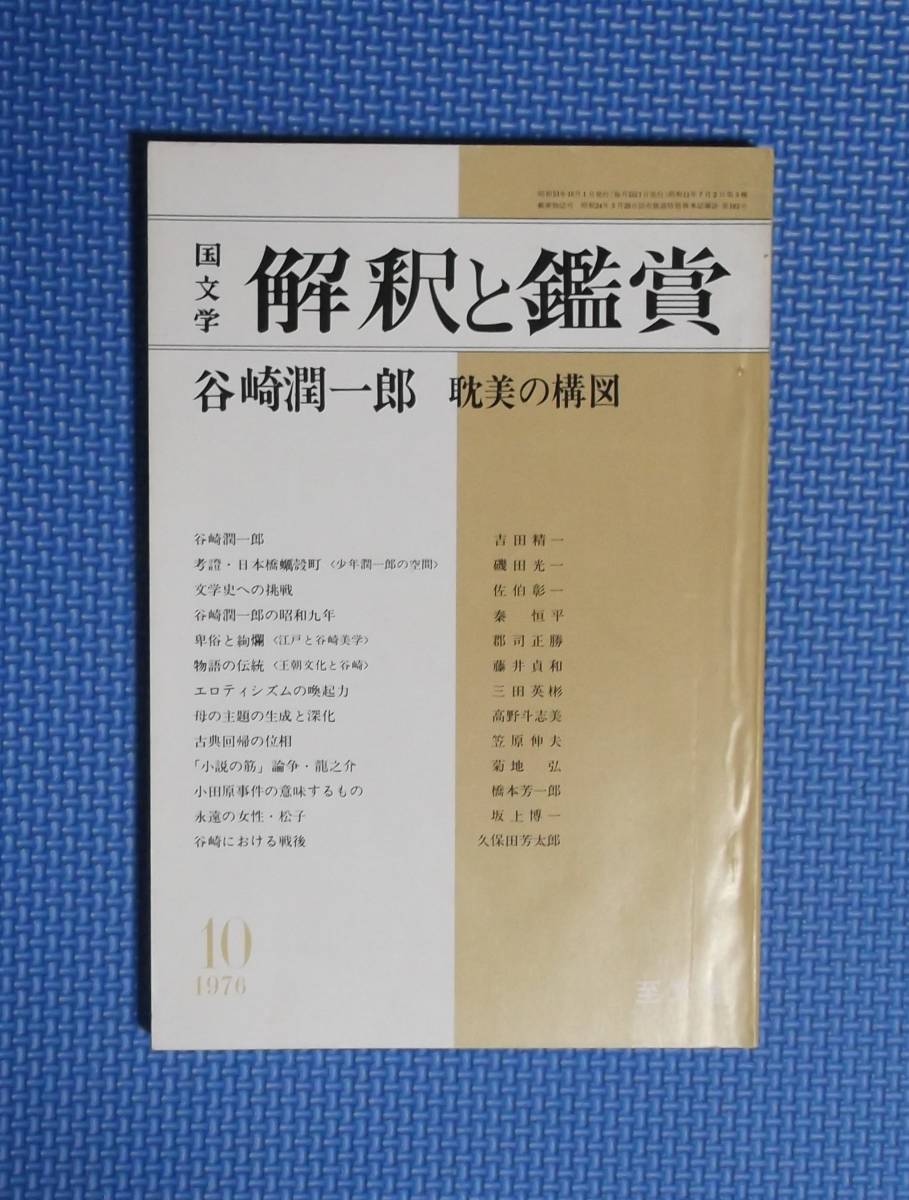 国文学
解釈と鑑賞
谷崎潤一郎 耽美の構図
谷崎潤一郎 吉田精一
考證・日本橋蠣殻町〈少年潤一郎の空間〉 磯田光一
文学史への挑戦 佐伯彰一
谷崎潤一郎の昭和九年 秦 恒平
卑俗と絢爛〈江戸と谷崎美学〉 郡司正勝
物語の伝統〈王朝文化と谷崎〉 藤井貞和
エロティシズムの喚起力 三田英彬
母の主題の生成と深化 高野斗志美
古典回帰の位相 笠原伸夫
「小説の筋」論争・龍之介 菊地 弘
小田原事件の意味するもの 橋本芳一郎
永遠の女性・松子 坂上博一
谷崎における戦後 久保田芳太郎
10
1976